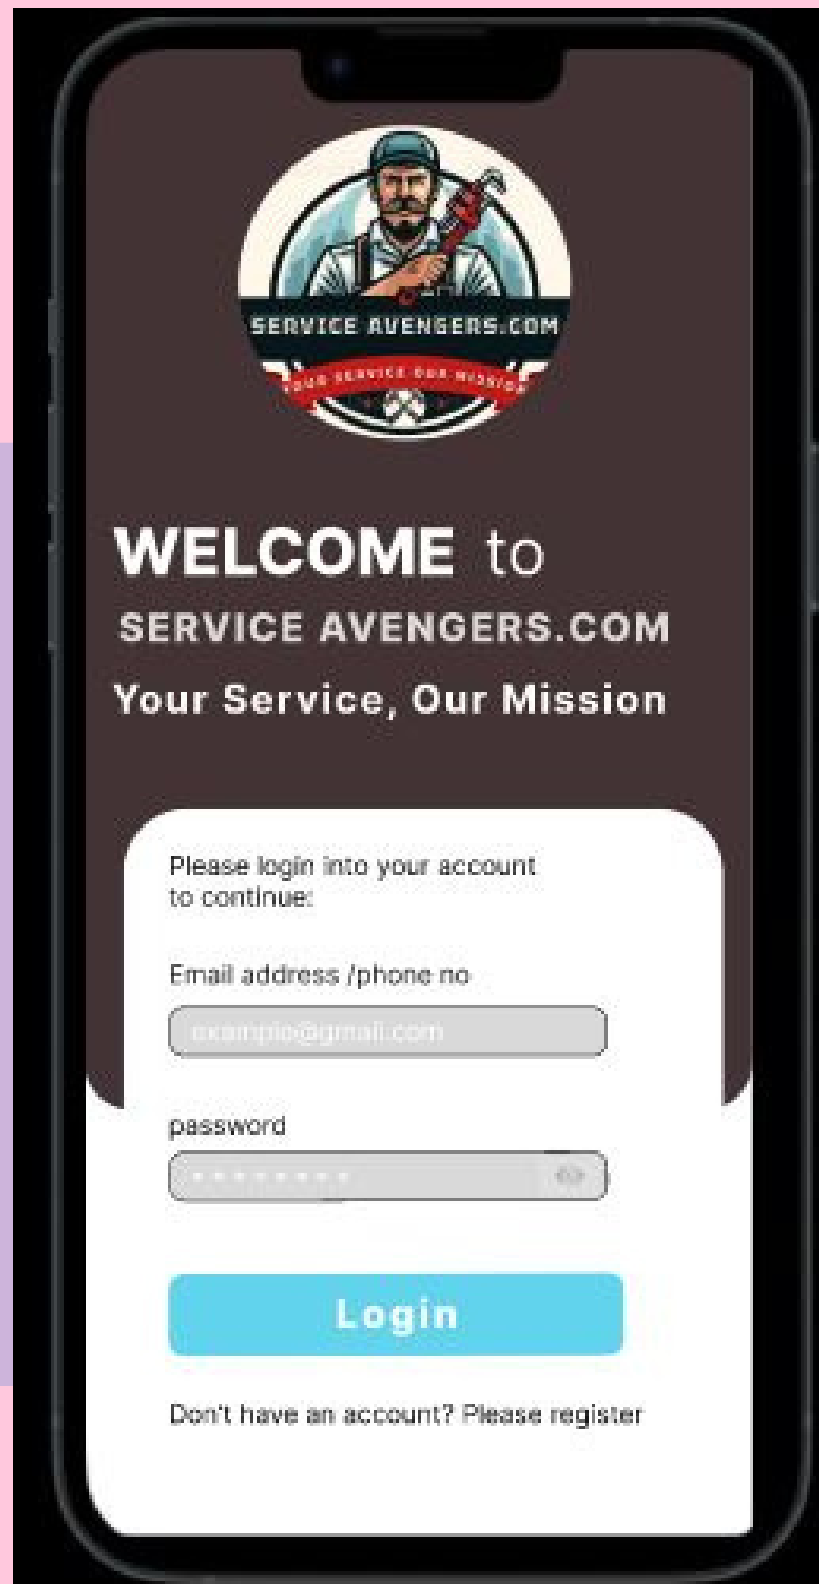 SERVICE AVENGERS.COM
YOUR SERVICE OUR MISSION
WELCOME to
SERVICE AVENGERS.COM
Your Service, Our Mission
Please login into your account
to continue:
Email address /phone no
example@gmail.com
password
Login
Don't have an account? Please register